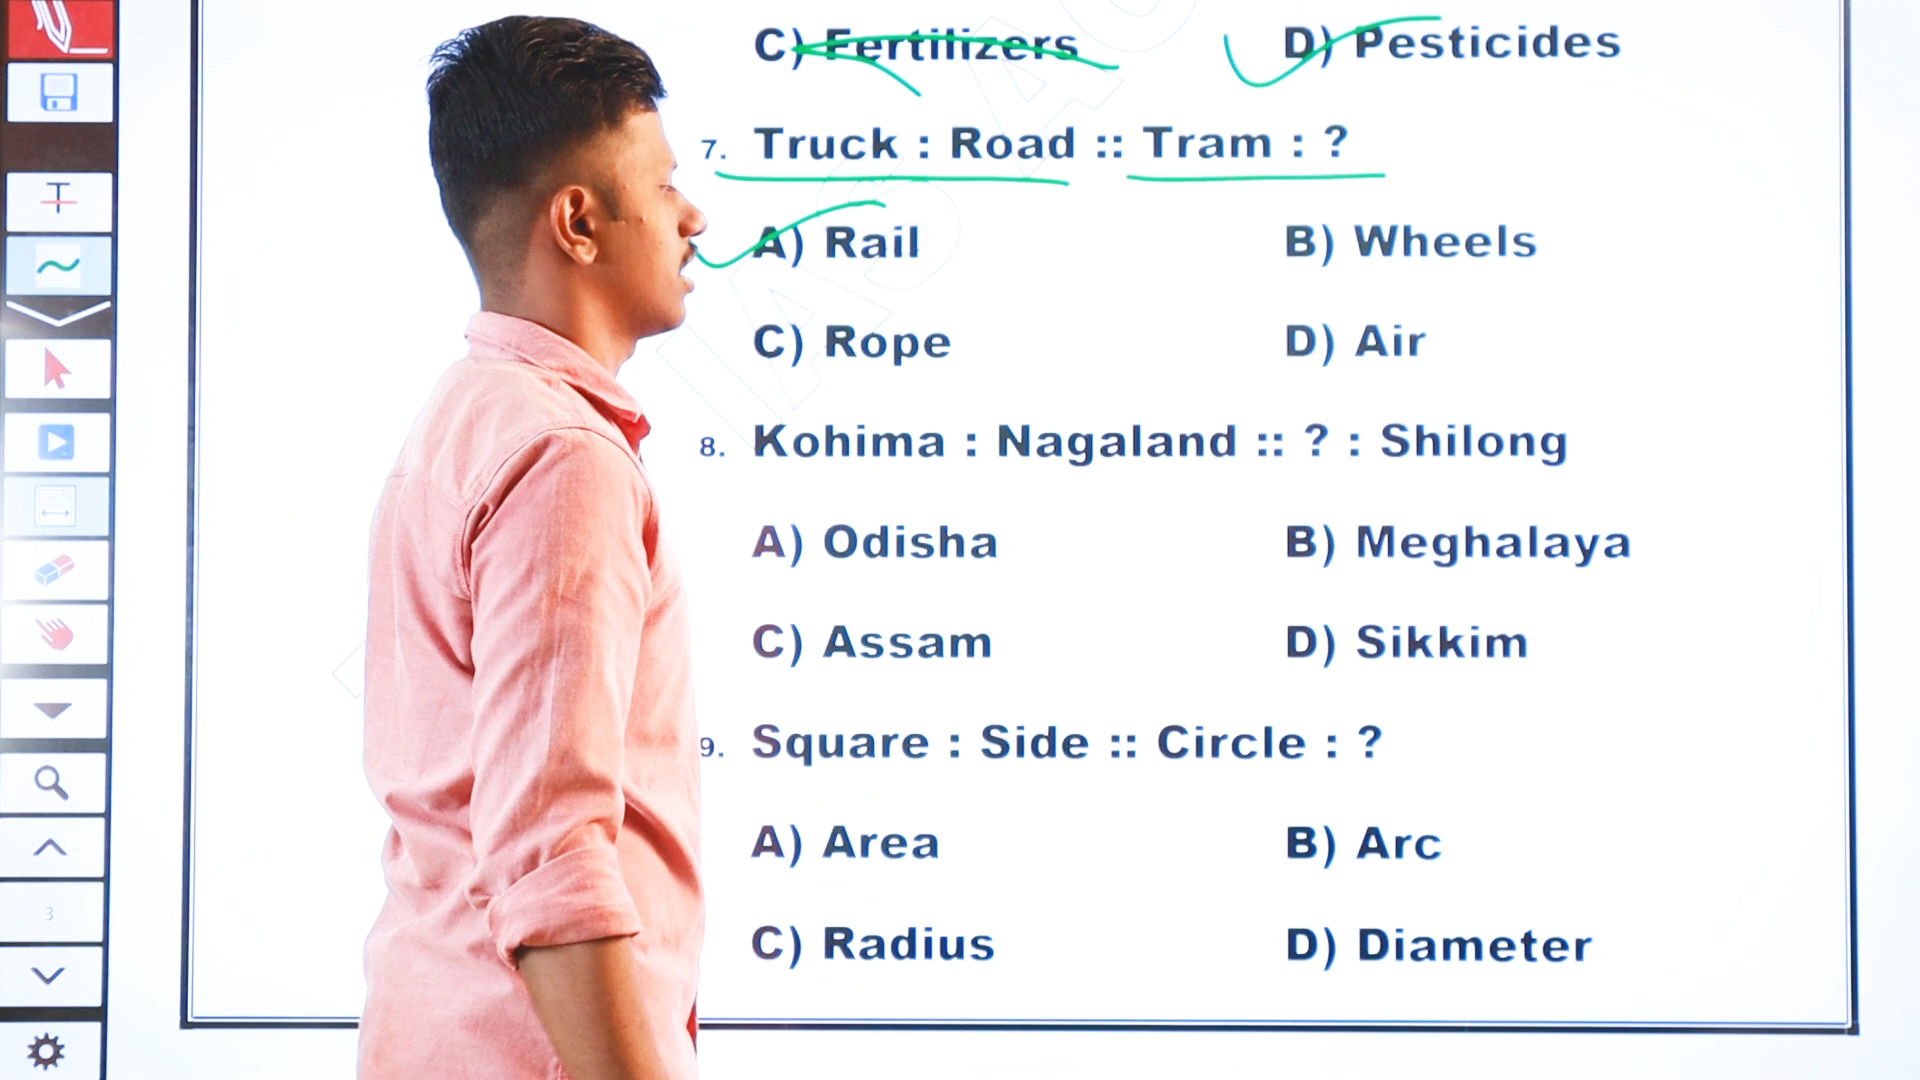 C) Fertilizers D) Pesticides
7. Truck : Road :: Tram : ?
A) Rail B) Wheels
C) Rope D) Air
8. Kohima : Nagaland :: ? : Shilong
A) Odisha B) Meghalaya
C) Assam D) Sikkim
9. Square : Side :: Circle : ?
A) Area B) Arc
C) Radius D) Diameter
3